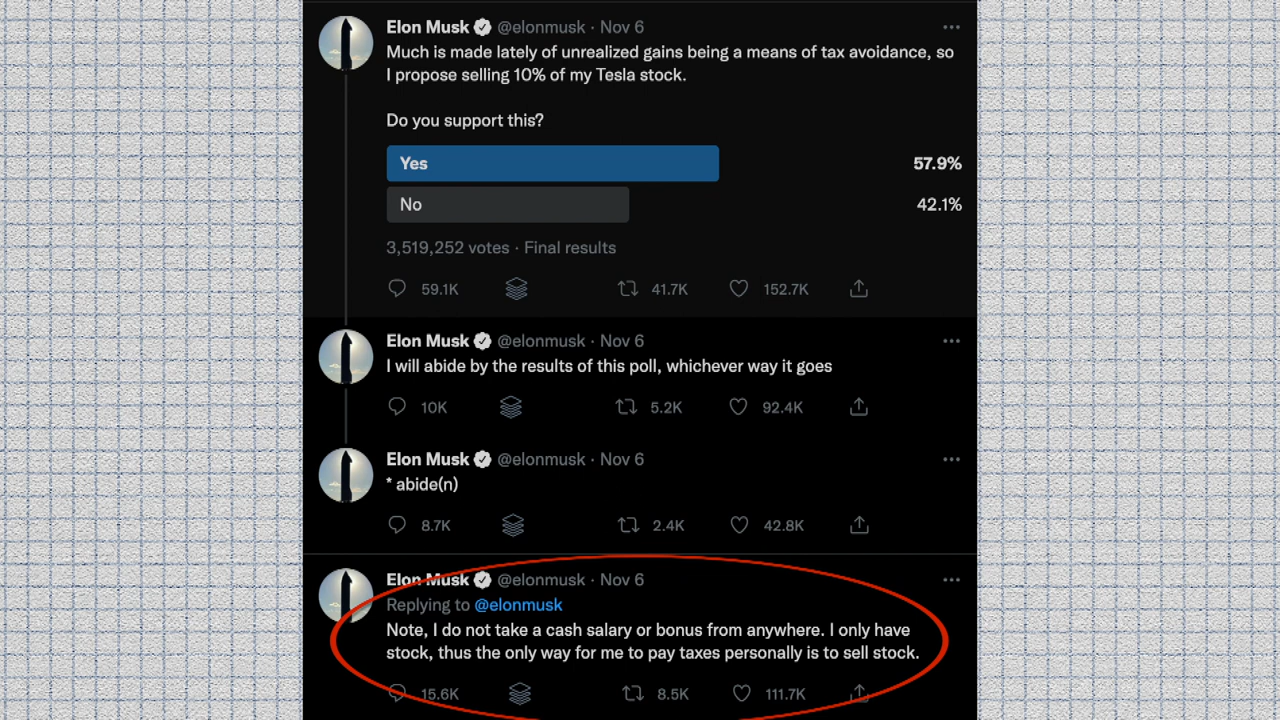 Elon Musk @elonmusk · Nov 6
Much is made lately of unrealized gains being a means of tax avoidance, so
I propose selling 10% of my Tesla stock.
Do you support this?
Yes 57.9%
No 42.1%
3,519,252 votes · Final results
59.1K 41.7K 152.7K
Elon Musk @elonmusk · Nov 6
I will abide by the results of this poll, whichever way it goes
10K 5.2K 92.4K
Elon Musk @elonmusk · Nov 6
* abide(n)
8.7K 2.4K 42.8K
Elon Musk @elonmusk · Nov 6
Replying to @elonmusk
Note, I do not take a cash salary or bonus from anywhere. I only have
stock, thus the only way for me to pay taxes personally is to sell stock.
15.6K 8.5K 111.7K